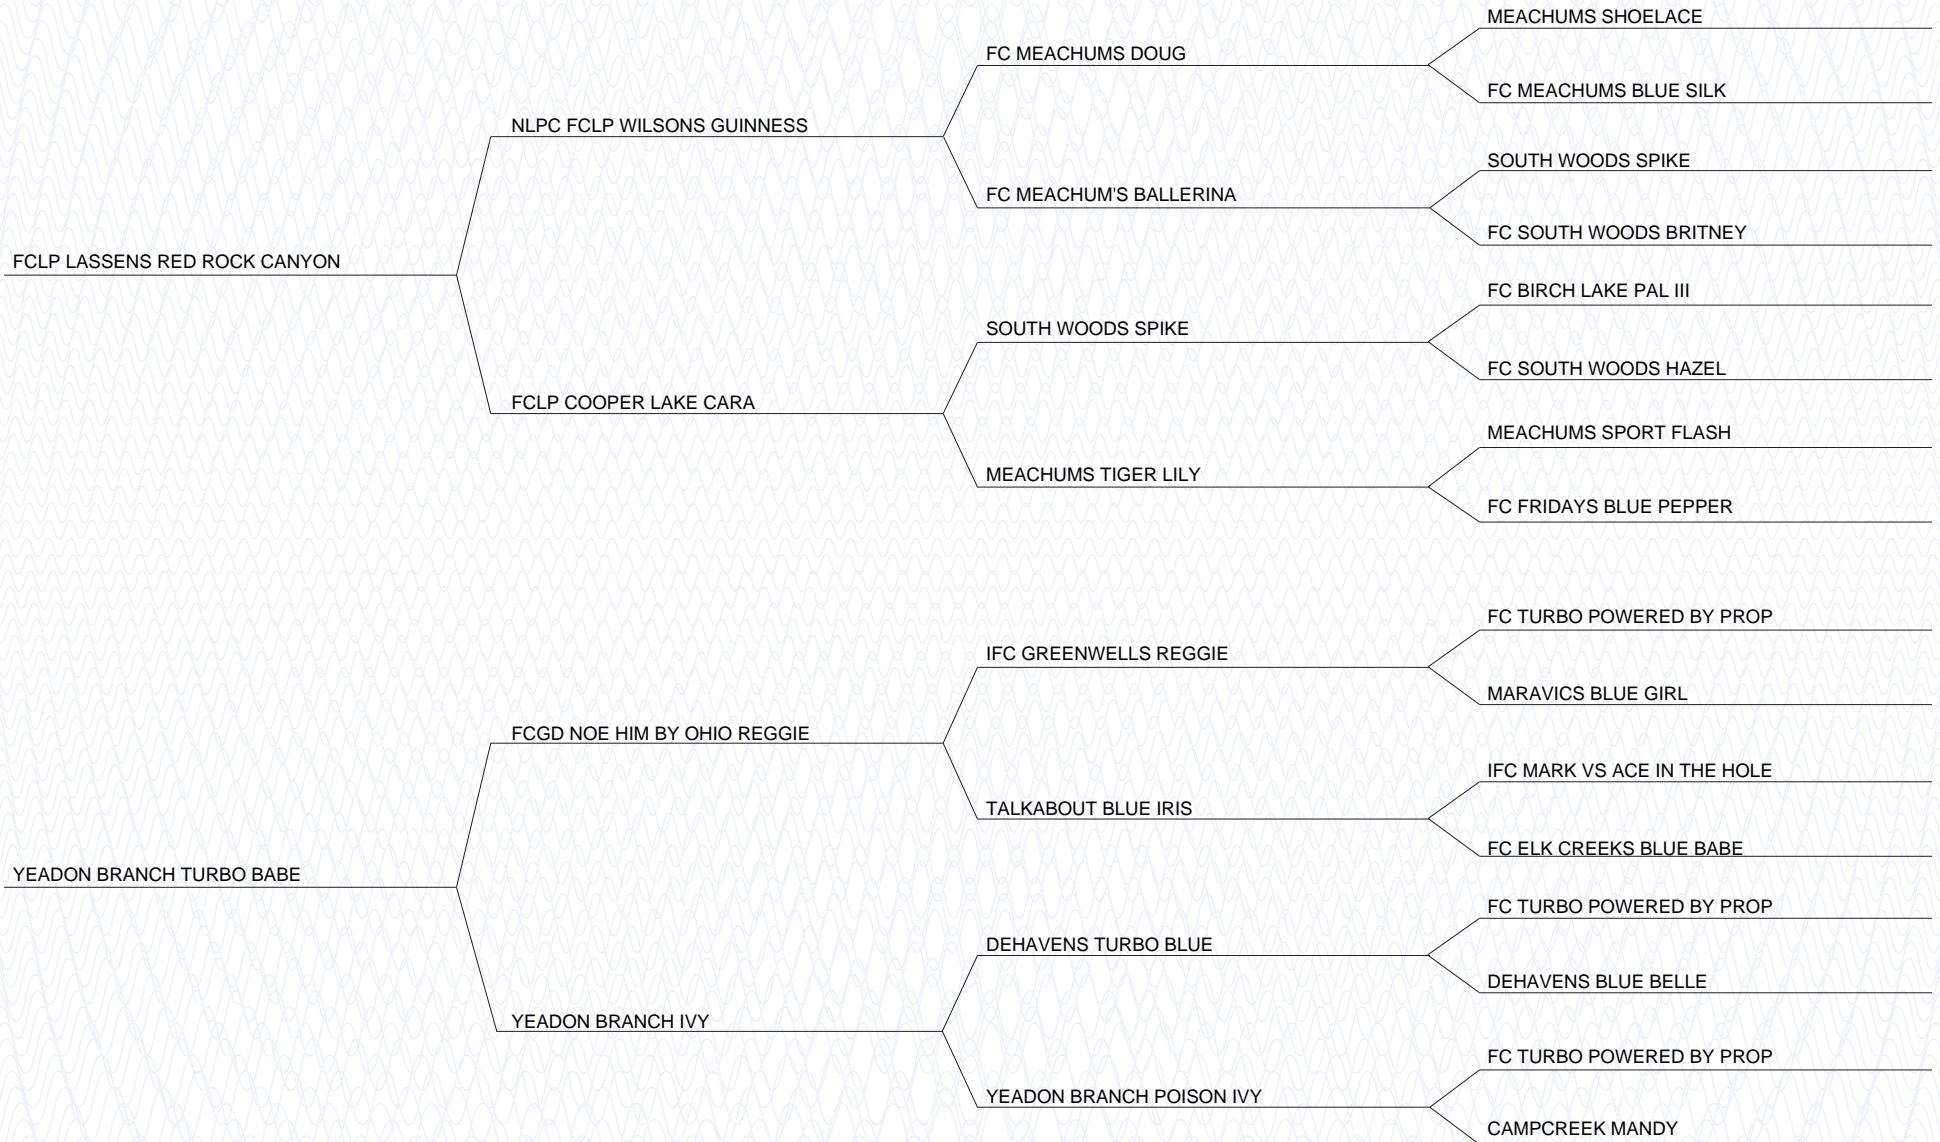 MEACHUMS SHOELACE
FC MEACHUMS DOUG
FC MEACHUMS BLUE SILK
NLPC FCLP WILSONS GUINNESS
SOUTH WOODS SPIKE
FC MEACHUM'S BALLERINA
FC SOUTH WOODS BRITNEY
FCLP LASSENS RED ROCK CANYON
FC BIRCH LAKE PAL III
SOUTH WOODS SPIKE
FC SOUTH WOODS HAZEL
FCLP COOPER LAKE CARA
MEACHUMS SPORT FLASH
MEACHUMS TIGER LILY
FC FRIDAYS BLUE PEPPER
FC TURBO POWERED BY PROP
IFC GREENWELLS REGGIE
MARAVICS BLUE GIRL
FCGD NOE HIM BY OHIO REGGIE
IFC MARK VS ACE IN THE HOLE
TALKABOUT BLUE IRIS
FC ELK CREEKS BLUE BABE
YEADON BRANCH TURBO BABE
FC TURBO POWERED BY PROP
DEHAVENS TURBO BLUE
DEHAVENS BLUE BELLE
YEADON BRANCH IVY
FC TURBO POWERED BY PROP
YEADON BRANCH POISON IVY
CAMPCREEK MANDY